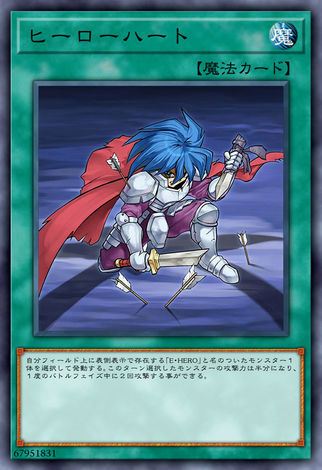 ヒーローハート
魔
【魔法カード】
自分フィールド上に表側表示で存在する「E・HERO」と名のついたモンスター1
体を選択して発動する。このターン選択したモンスターの攻撃力は半分になり、
1度のバトルフェイズ中に2回攻撃する事ができる。
67951831